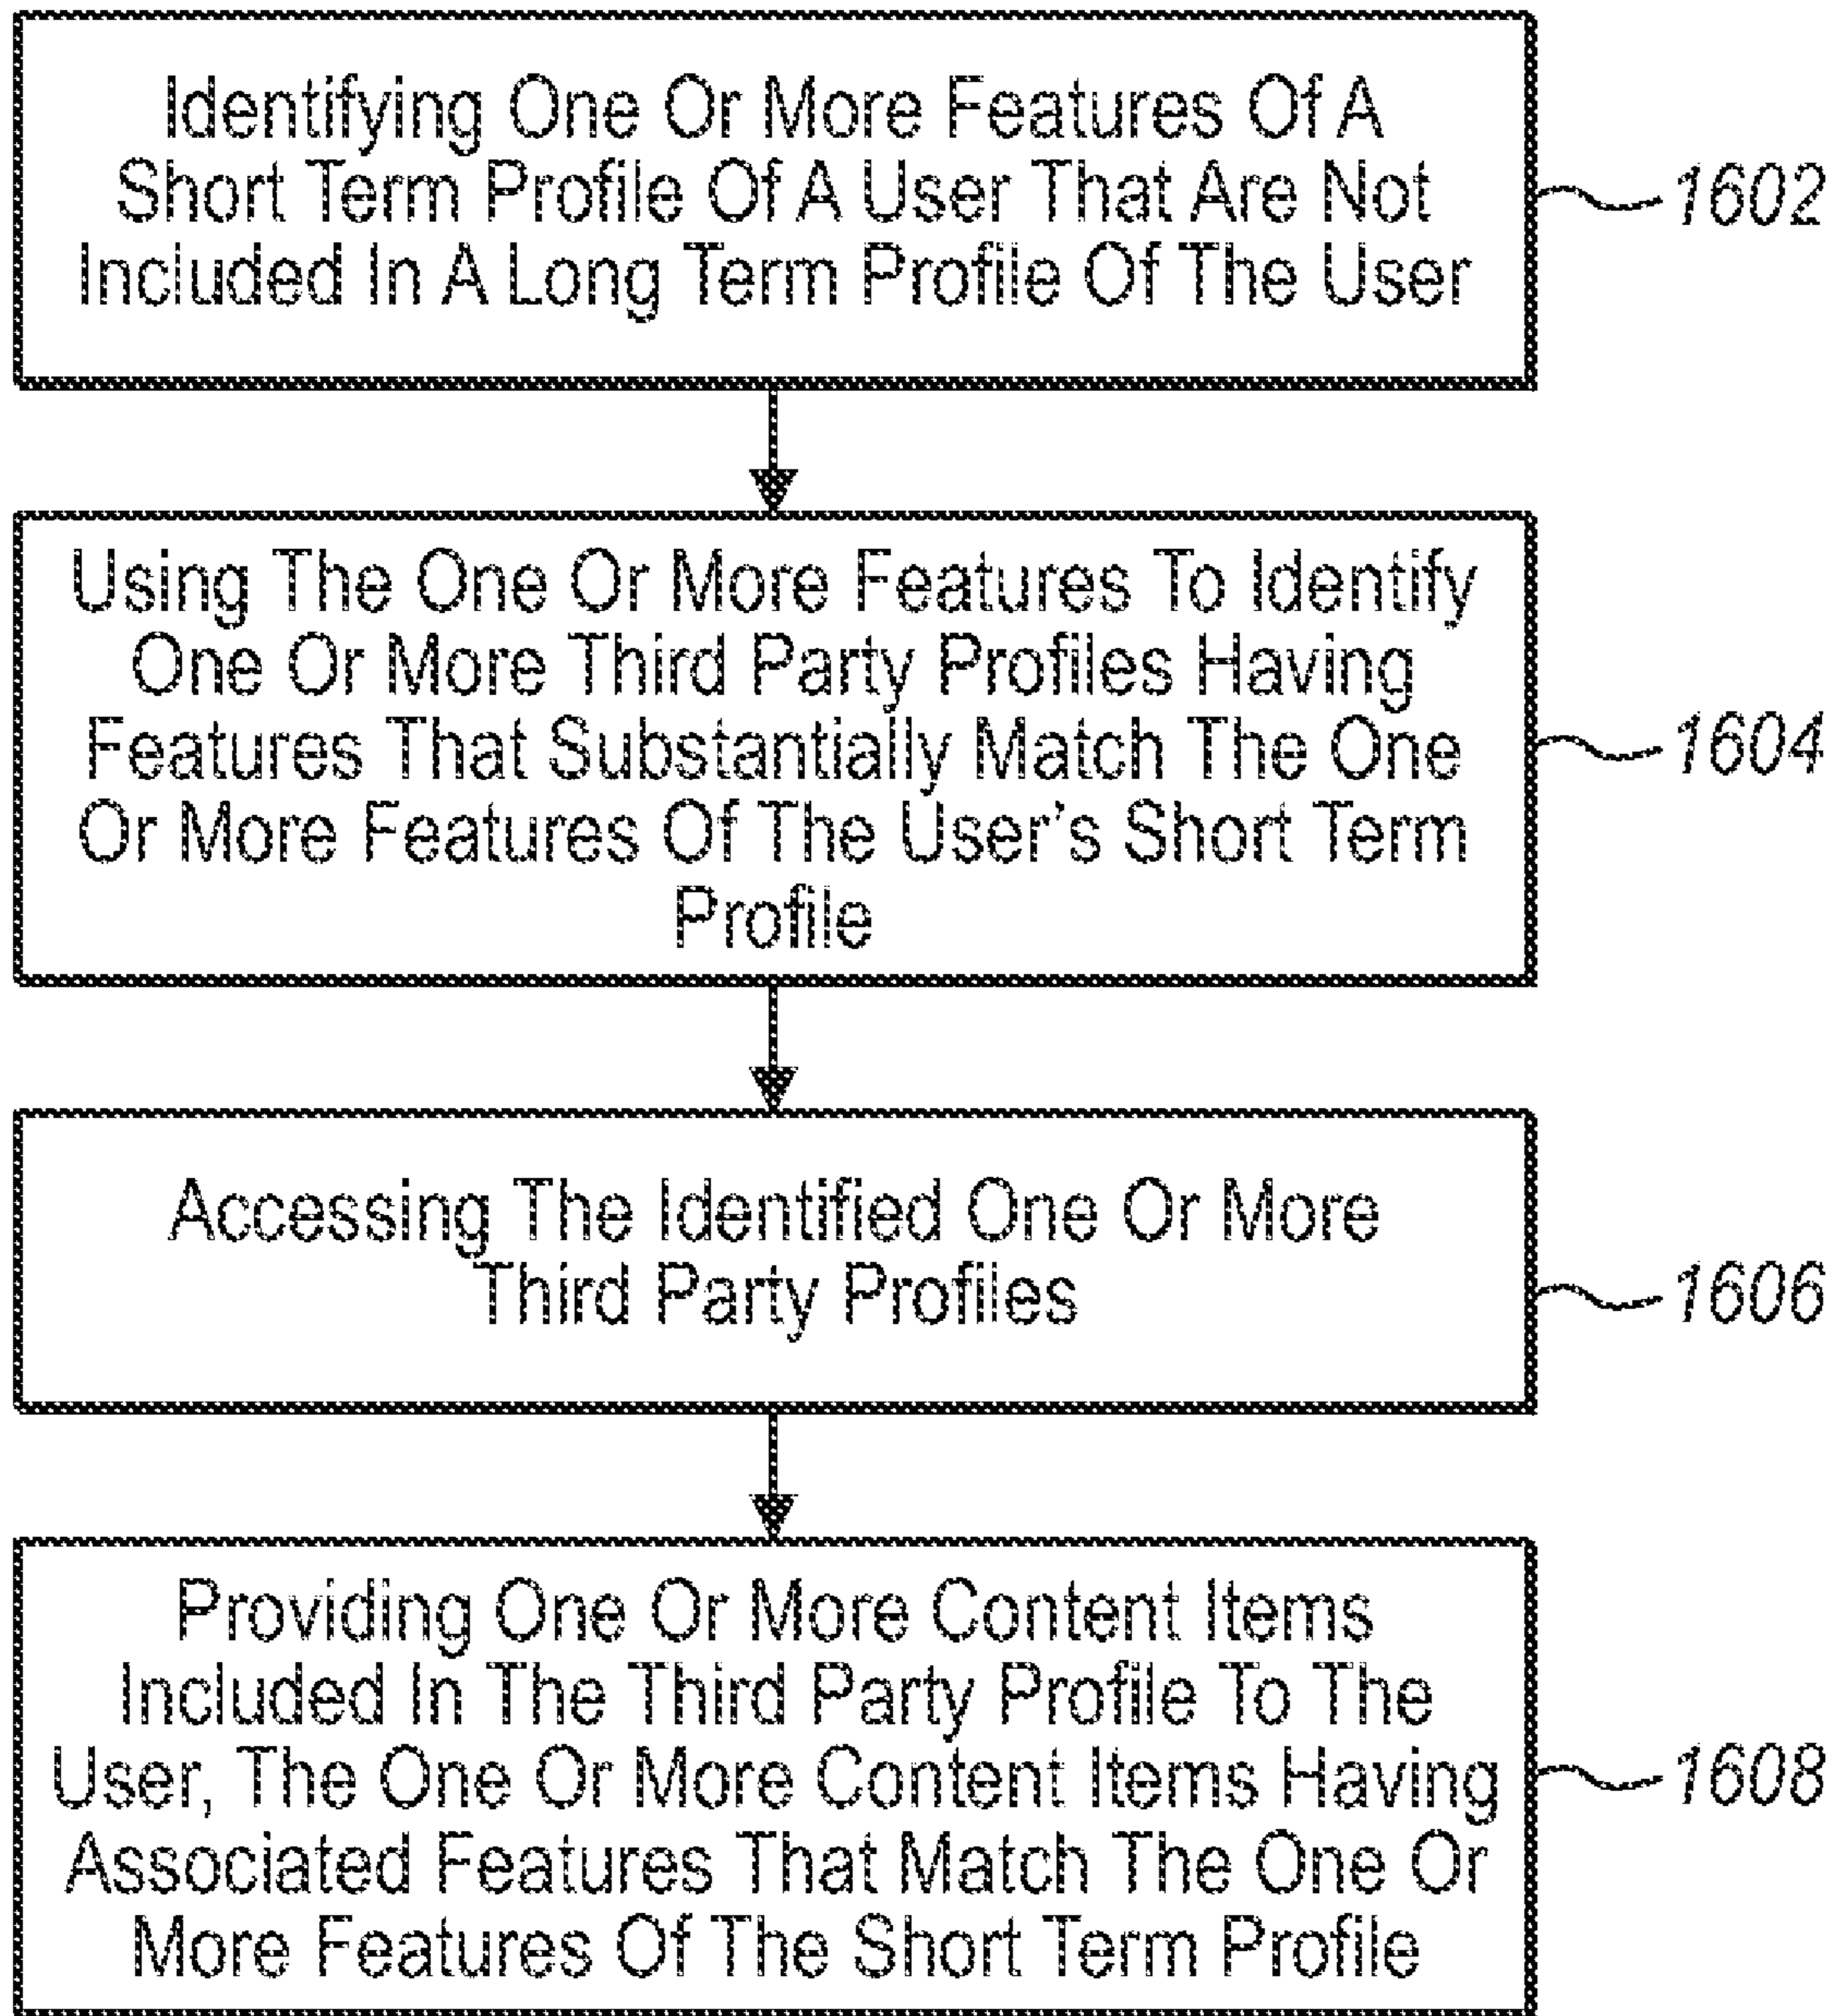 Identifying One Or More Features Of A
Short Term Profile Of A User That Are Not
Included In A Long Term Profile Of The User
1602
Using The One Or More Features To Identify
One Or More Third Party Profiles Having
Features That Substantially Match The One
Or More Features Of The User's Short Term
Profile
1604
Accessing The Identified One Or More
Third Party Profiles
1606
Providing One Or More Content Items
Included In The Third Party Profile To The
User, The One Or More Content Items Having
Associated Features That Match The One Or
More Features Of The Short Term Profile
1608